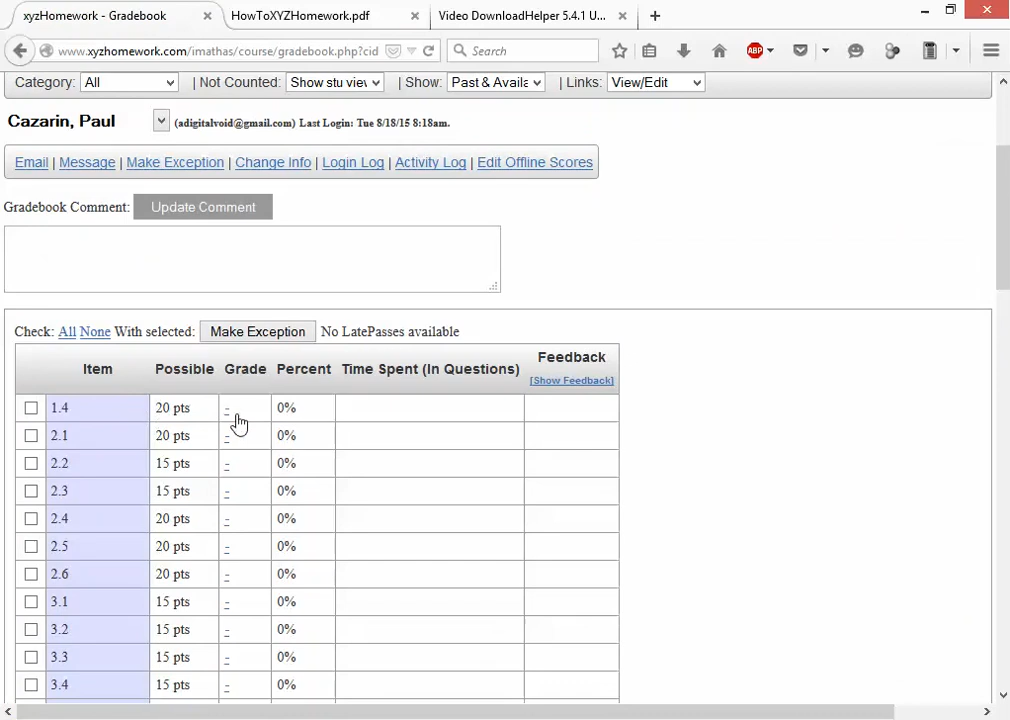 xyzHomework - Gradebook × HowToXYZHomework.pdf × Video DownloadHelper 5.4.1 U... × +
www.xyzhomework.com/imathas/course/gradebook.php?cid Search ABP
Category: All | Not Counted: Show stu view | Show: Past & Availa | Links: View/Edit
Cazarin, Paul (adigitalvoid@gmail.com) Last Login: Tue 8/18/15 8:18am.
Email | Message | Make Exception | Change Info | Login Log | Activity Log | Edit Offline Scores
Gradebook Comment: Update Comment
Check: All None With selected: Make Exception No LatePasses available
Item Possible Grade Percent Time Spent (In Questions) Feedback
[Show Feedback]
1.4 20 pts - 0%
2.1 20 pts - 0%
2.2 15 pts - 0%
2.3 15 pts - 0%
2.4 20 pts - 0%
2.5 20 pts - 0%
2.6 20 pts - 0%
3.1 15 pts - 0%
3.2 15 pts - 0%
3.3 15 pts - 0%
3.4 15 pts - 0%